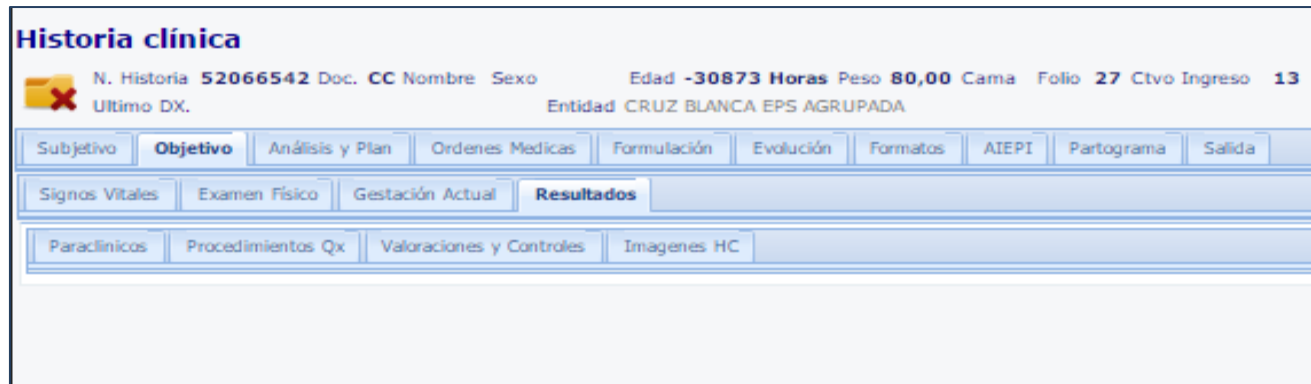 Historia clínica
N. Historia 52066542 Doc. CC Nombre Sexo Edad -30873 Horas Peso 80,00 Cama Folio 27 Ctvo Ingreso 13
Ultimo DX. Entidad CRUZ BLANCA EPS AGRUPADA
Subjetivo Objetivo Análisis y Plan Ordenes Medicas Formulación Evolución Formatos AIEPI Partograma Salida
Signos Vitales Examen Físico Gestación Actual Resultados
Paraclinicos Procedimientos Qx Valoraciones y Controles Imagenes HC